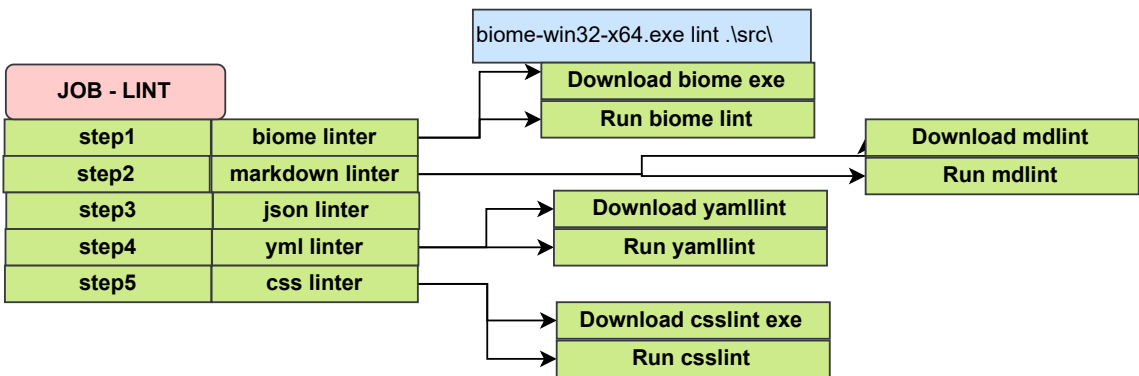 biome-win32-x64.exe lint .\src\
Download biome exe
Run biome lint
JOB - LINT
step1 biome linter
step2 markdown linter
step3 json linter
step4 yml linter
step5 css linter
Download mdlint
Run mdlint
Download yamllint
Run yamllint
Download csslint exe
Run csslint